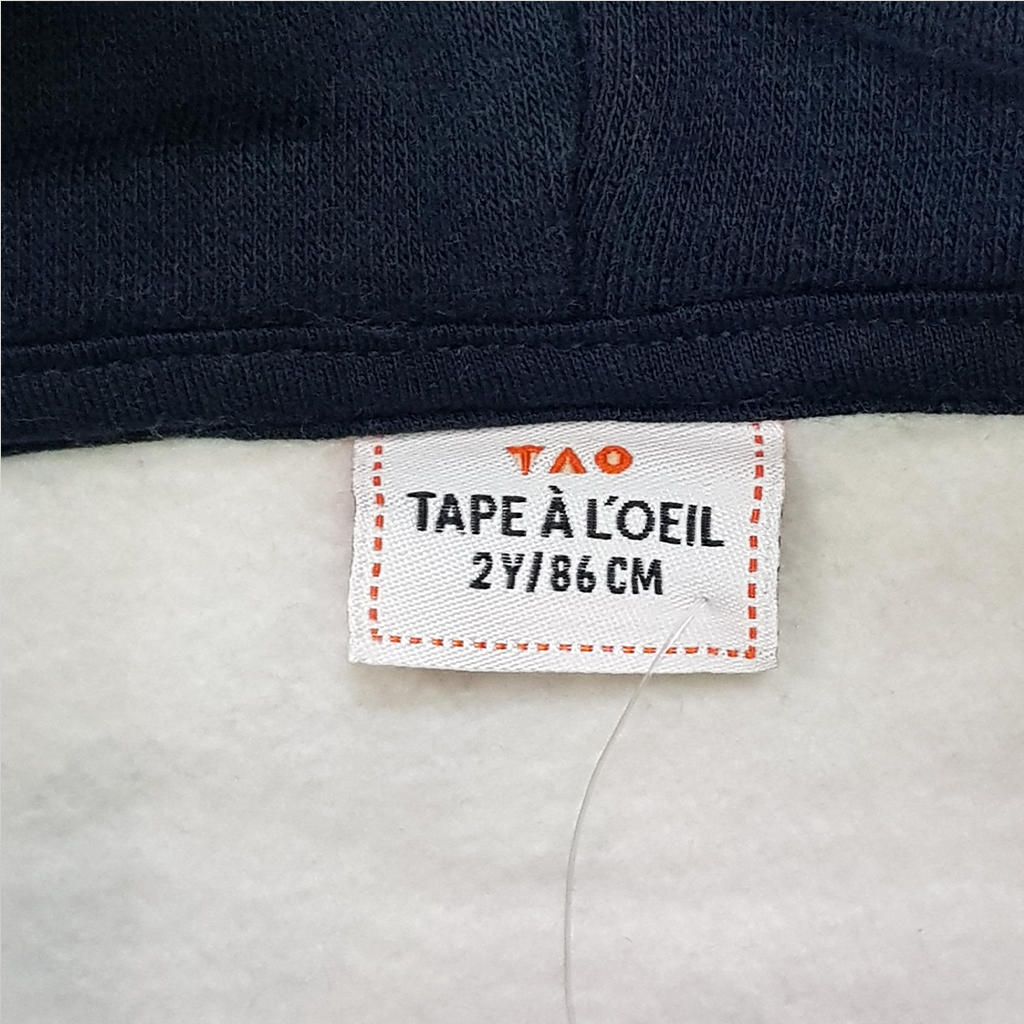 TAO
TAPE À L'OEIL
2Y/86 CM